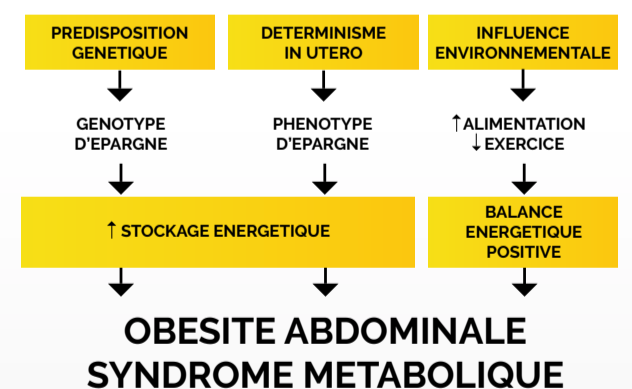 PREDISPOSITION
GENETIQUE
DETERMINISME
IN UTERO
INFLUENCE
ENVIRONNEMENTALE
GENOTYPE
D'EPARGNE
PHENOTYPE
D'EPARGNE
↑ALIMENTATION
↓EXERCICE
↑ STOCKAGE ENERGETIQUE
BALANCE
ENERGETIQUE
POSITIVE
OBESITE ABDOMINALE
SYNDROME METABOLIQUE